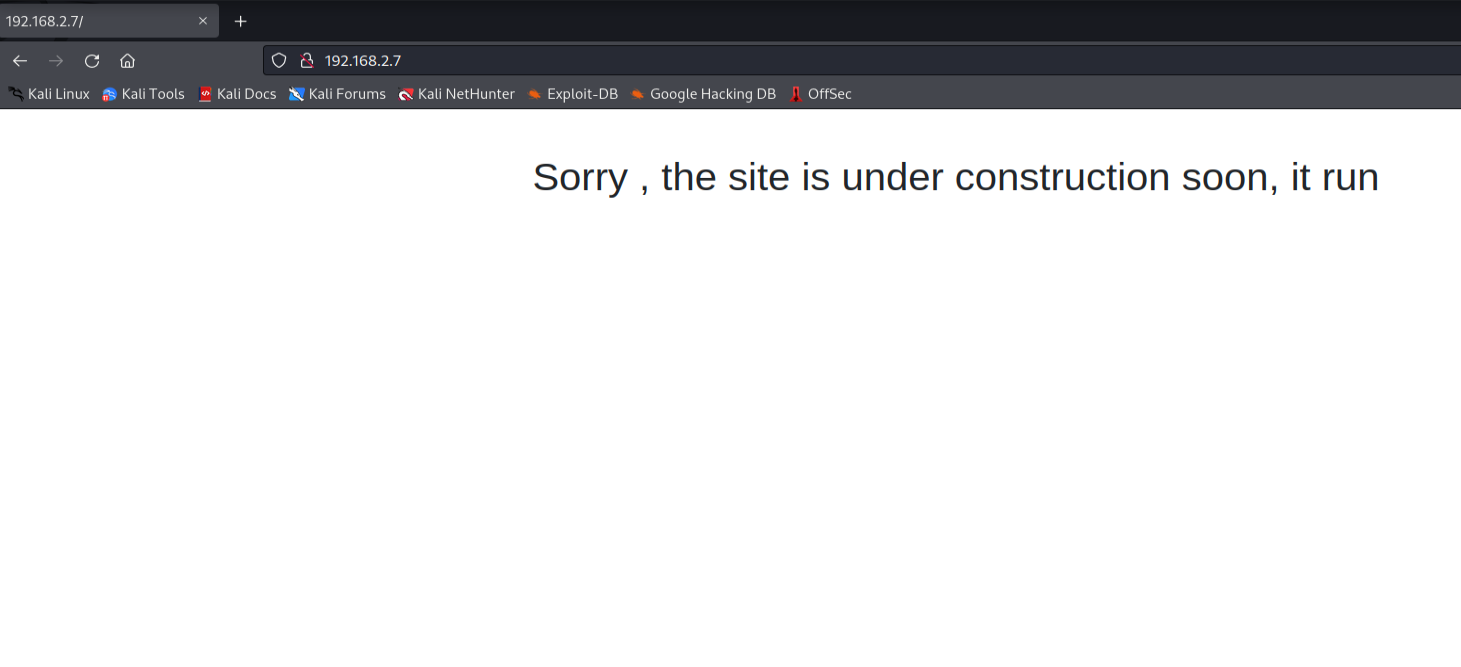 192.168.2.7/
192.168.2.7
Kali Linux Kali Tools Kali Docs Kali Forums Kali NetHunter Exploit-DB Google Hacking DB OffSec
Sorry , the site is under construction soon, it run